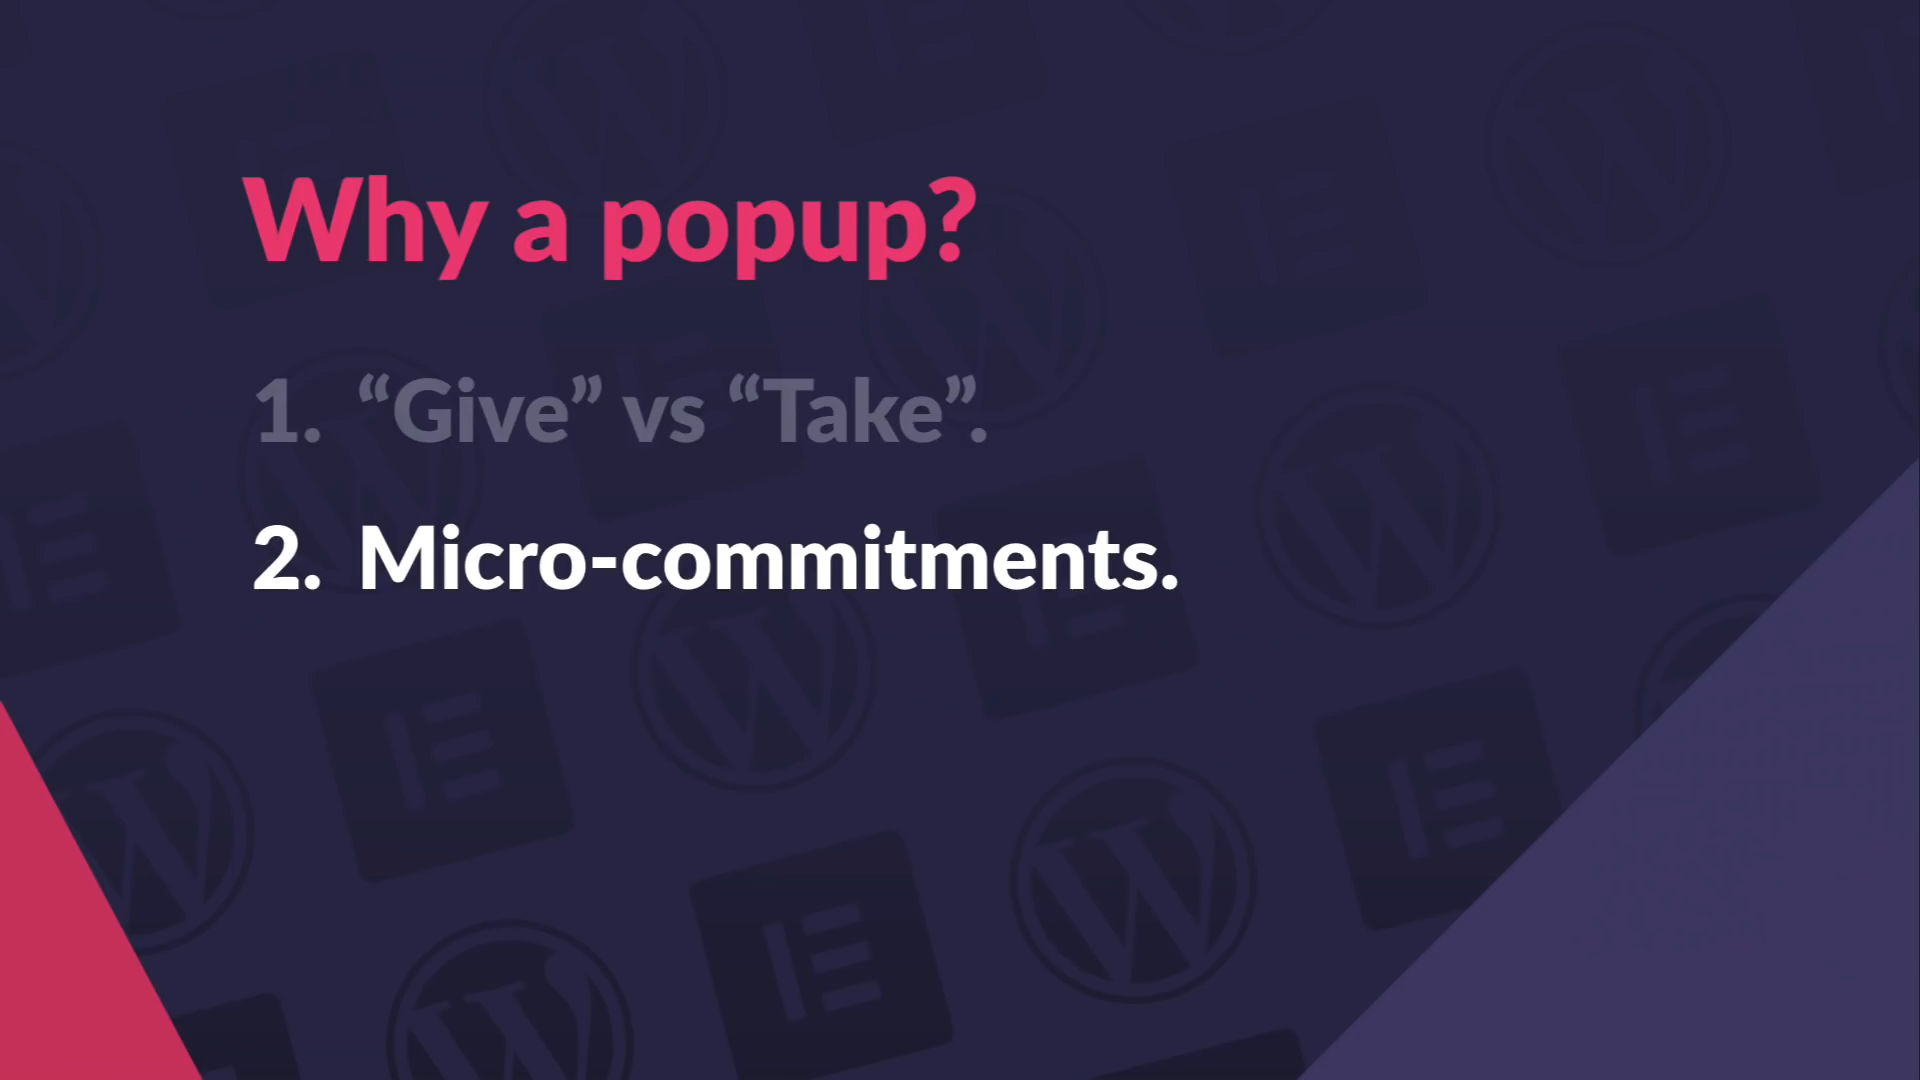 Why a popup?
1. “Give” vs “Take”.
2. Micro-commitments.